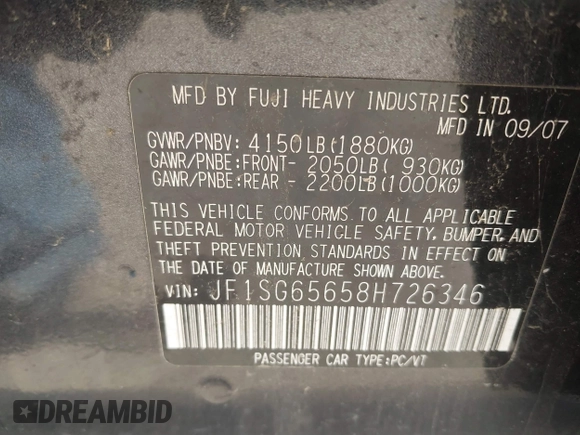 MFD BY FUJI HEAVY INDUSTRIES LTD.
MFD IN 09/07
GVWR/PNBV: 4150LB(1880KG)
GAWR/PNBE:FRONT- 2050LB( 930KG)
GAWR/PNBE:REAR - 2200LB(1000KG)
THIS VEHICLE CONFORMS TO ALL APPLICABLE
FEDERAL MOTOR VEHICLE SAFETY, BUMPER, AND
THEFT PREVENTION STANDARDS IN EFFECT ON
THE DATE OF MANUFACTURE SHOWN ABOVE.
VIN: JF1SG65658H726346
PASSENGER CAR TYPE:PC/VT
DREAMBID